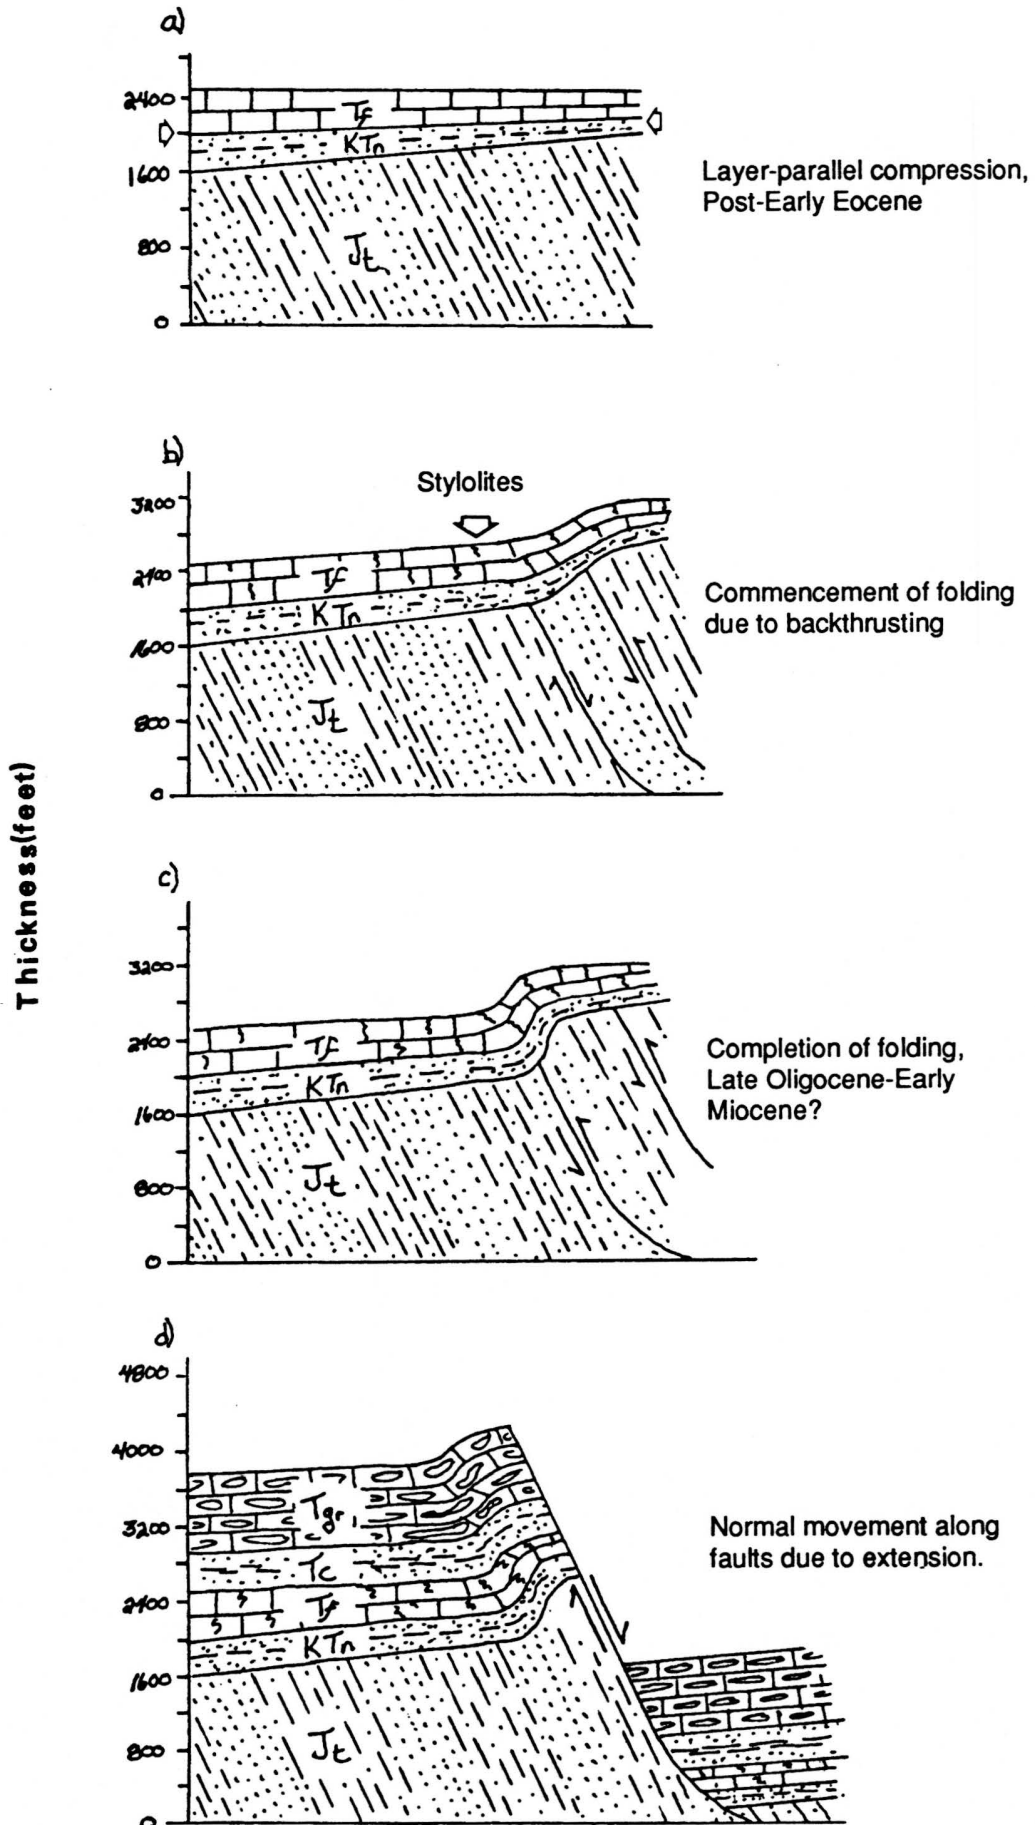 a)
2400
1600
800
0
Tf
KTn
Jt
Layer-parallel compression,
Post-Early Eocene
b)
Stylolites
3200
2400
1600
800
0
Tf
KTn
Jt
Commencement of folding
due to backthrusting
Thickness(feet)
c)
3200
2400
1600
800
0
Tf
KTn
Jt
Completion of folding,
Late Oligocene-Early
Miocene?
d)
4800
4000
3200
2400
1600
800
0
Tgr
Tc
Tf
KTn
Jt
Normal movement along
faults due to extension.